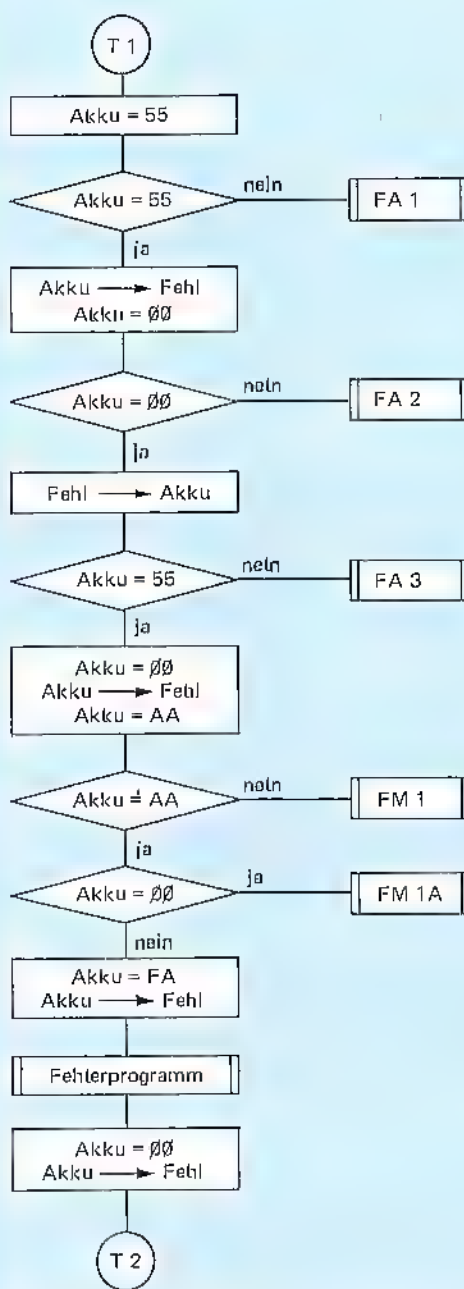 T 1
Akku = 55
Akku = 55
nein
FA 1
ja
Akku → Fehl
Akku = ØØ
Akku = ØØ
nein
FA 2
ja
Fehl → Akku
Akku = 55
nein
FA 3
ja
Akku = ØØ
Akku → Fehl
Akku = AA
Akku = AA
nein
FM 1
ja
Akku = ØØ
ja
FM 1A
nein
Akku = FA
Akku → Fehl
Fehlerprogramm
Akku = ØØ
Akku → Fehl
T 2